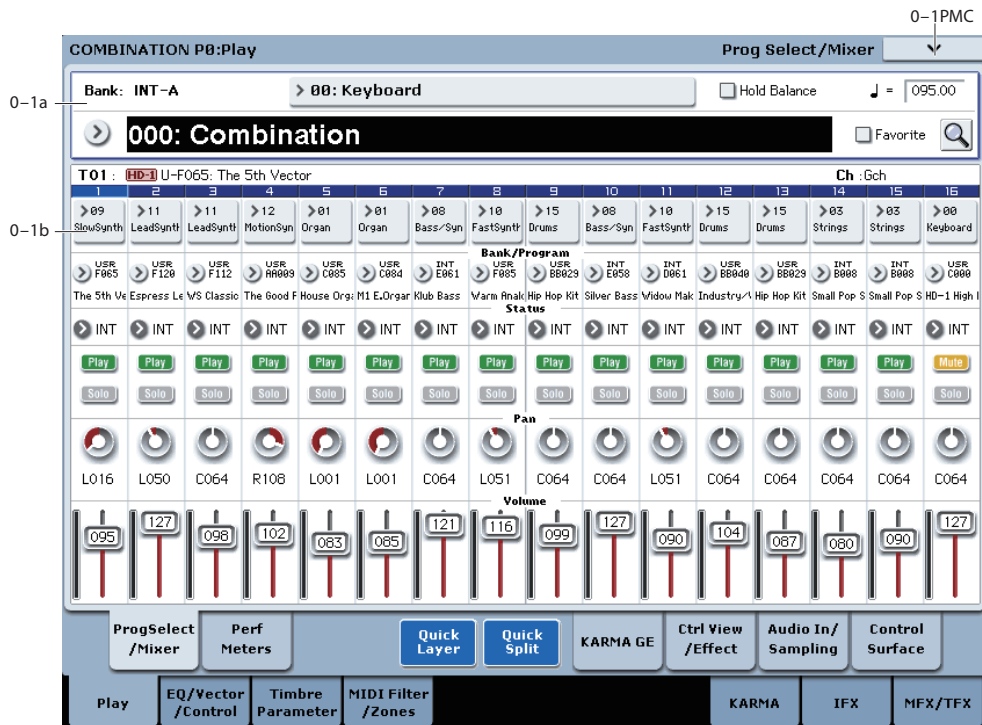 0–1PMC
COMBINATION P0:Play
Prog Select/Mixer
0–1a
Bank: INT-A
00: Keyboard
Hold Balance
♩ = 095.00
000: Combination
Favorite
T01 : HD-1 U-F065: The 5th Vector
Ch :Gch
1 2 3 4 5 6 7 8 9 10 11 12 13 14 15 16
0–1b
09 11 11 12 01 01 08 10 15 08 10 15 15 03 03 00
SlowSynth LeadSynth LeadSynth MotionSyn Organ Organ Bass/Syn FastSynth Drums Bass/Syn FastSynth Drums Drums Strings Strings Keyboard
Bank/Program
USR USR USR USR USR USR INT USR USR INT INT USR USR INT INT USR
F065 F120 F112 AA009 C085 C084 E061 F085 BB029 E058 D061 BB040 BB029 B008 B008 C000
The 5th Ve Espress Le WS Classic The Good F House Orga M1 E.Organ Klub Bass Warm Analc Hip Hop Kit Silver Bass Widow Mak Industry/\ Hip Hop Kit Small Pop S Small Pop S HD-1 High I
Status
INT INT INT INT INT INT INT INT INT INT INT INT INT INT INT INT
Play Play Play Play Play Play Play Play Play Play Play Play Play Play Play Mute
Solo Solo Solo Solo Solo Solo Solo Solo Solo Solo Solo Solo Solo Solo Solo Solo
Pan
L016 L050 C064 R108 L001 L001 C064 L051 C064 C064 L051 C064 C064 C064 C064 C064
Volume
095 127 098 102 083 085 121 116 099 127 090 104 087 080 090 127
ProgSelect
/Mixer
Perf
Meters
Quick
Layer
Quick
Split
KARMA GE
Ctrl View
/Effect
Audio In/
Sampling
Control
Surface
Play
EQ/Vector
/Control
Timbre
Parameter
MIDI Filter
/Zones
KARMA
IFX
MFX/TFX